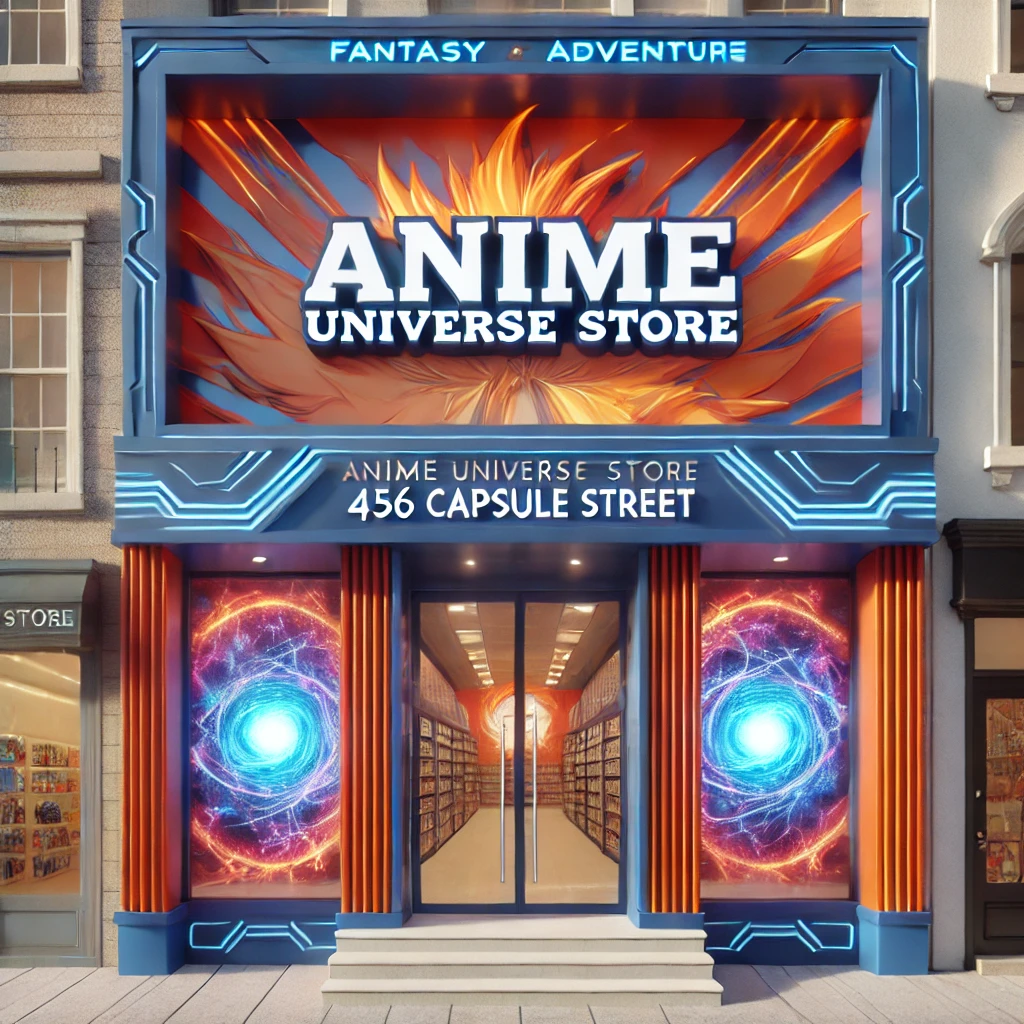 FANTASY • ADVENTURE
ANIME
UNIVERSE STORE
ANIME UNIVERSE STORE
456 CAPSULE STREET
STORE